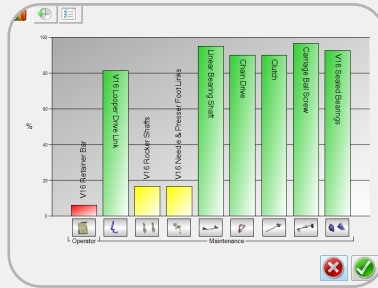 100
80
60
40
20
0
%
V16 Retainer Bar
V16 Looper Drive Link
V16 Rocker Shafts
V16 Needle & Presser Foot Links
Linear Bearing Shaft
Chain Drive
Clutch
Carriage Ball Screw
V16 Sealed Bearings
Operator
Maintenance